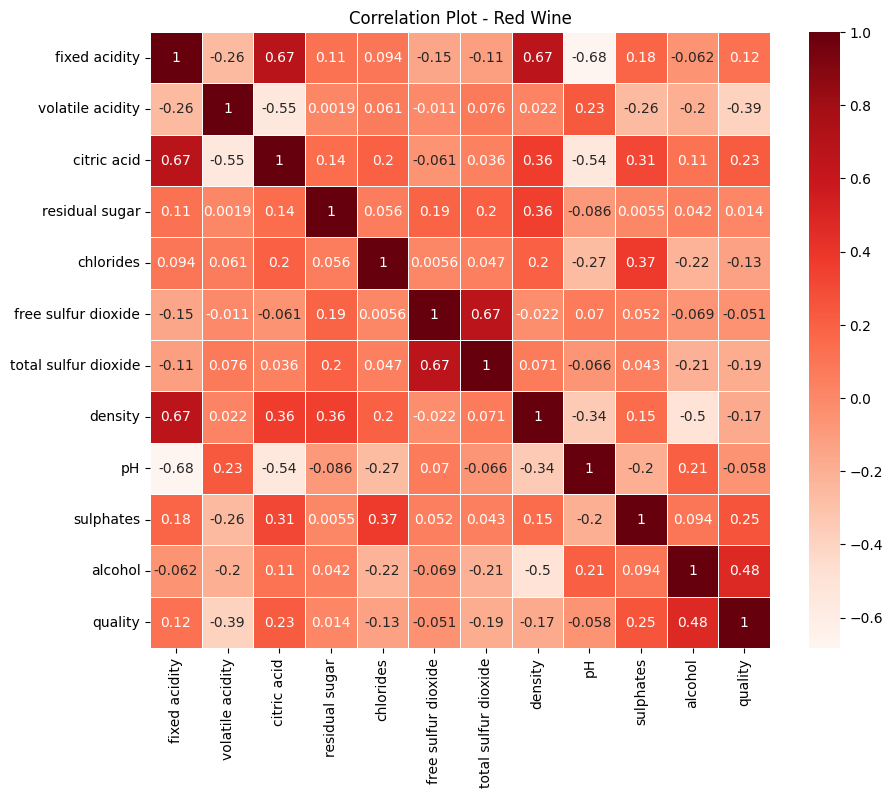 Correlation Plot - Red Wine
fixed acidity 1 -0.26 0.67 0.11 0.094 -0.15 -0.11 0.67 -0.68 0.18 -0.062 0.12
volatile acidity -0.26 1 -0.55 0.0019 0.061 -0.011 0.076 0.022 0.23 -0.26 -0.2 -0.39
citric acid 0.67 -0.55 1 0.14 0.2 -0.061 0.036 0.36 -0.54 0.31 0.11 0.23
residual sugar 0.11 0.0019 0.14 1 0.056 0.19 0.2 0.36 -0.086 0.0055 0.042 0.014
chlorides 0.094 0.061 0.2 0.056 1 0.0056 0.047 0.2 -0.27 0.37 -0.22 -0.13
free sulfur dioxide -0.15 -0.011 -0.061 0.19 0.0056 1 0.67 -0.022 0.07 0.052 -0.069 -0.051
total sulfur dioxide -0.11 0.076 0.036 0.2 0.047 0.67 1 0.071 -0.066 0.043 -0.21 -0.19
density 0.67 0.022 0.36 0.36 0.2 -0.022 0.071 1 -0.34 0.15 -0.5 -0.17
pH -0.68 0.23 -0.54 -0.086 -0.27 0.07 -0.066 -0.34 1 -0.2 0.21 -0.058
sulphates 0.18 -0.26 0.31 0.0055 0.37 0.052 0.043 0.15 -0.2 1 0.094 0.25
alcohol -0.062 -0.2 0.11 0.042 -0.22 -0.069 -0.21 -0.5 0.21 0.094 1 0.48
quality 0.12 -0.39 0.23 0.014 -0.13 -0.051 -0.19 -0.17 -0.058 0.25 0.48 1
fixed acidity
volatile acidity
citric acid
residual sugar
chlorides
free sulfur dioxide
total sulfur dioxide
density
pH
sulphates
alcohol
quality
1.0
0.8
0.6
0.4
0.2
0.0
−0.2
−0.4
−0.6